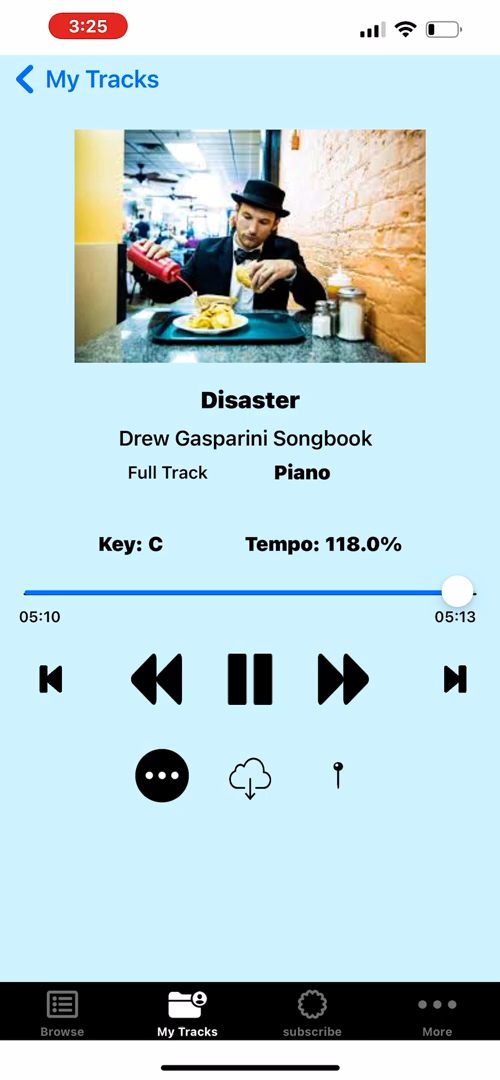 3:25
My Tracks
Disaster
Drew Gasparini Songbook
Full Track Piano
Key: C Tempo: 118.0%
05:10 05:13
Browse My Tracks subscribe More